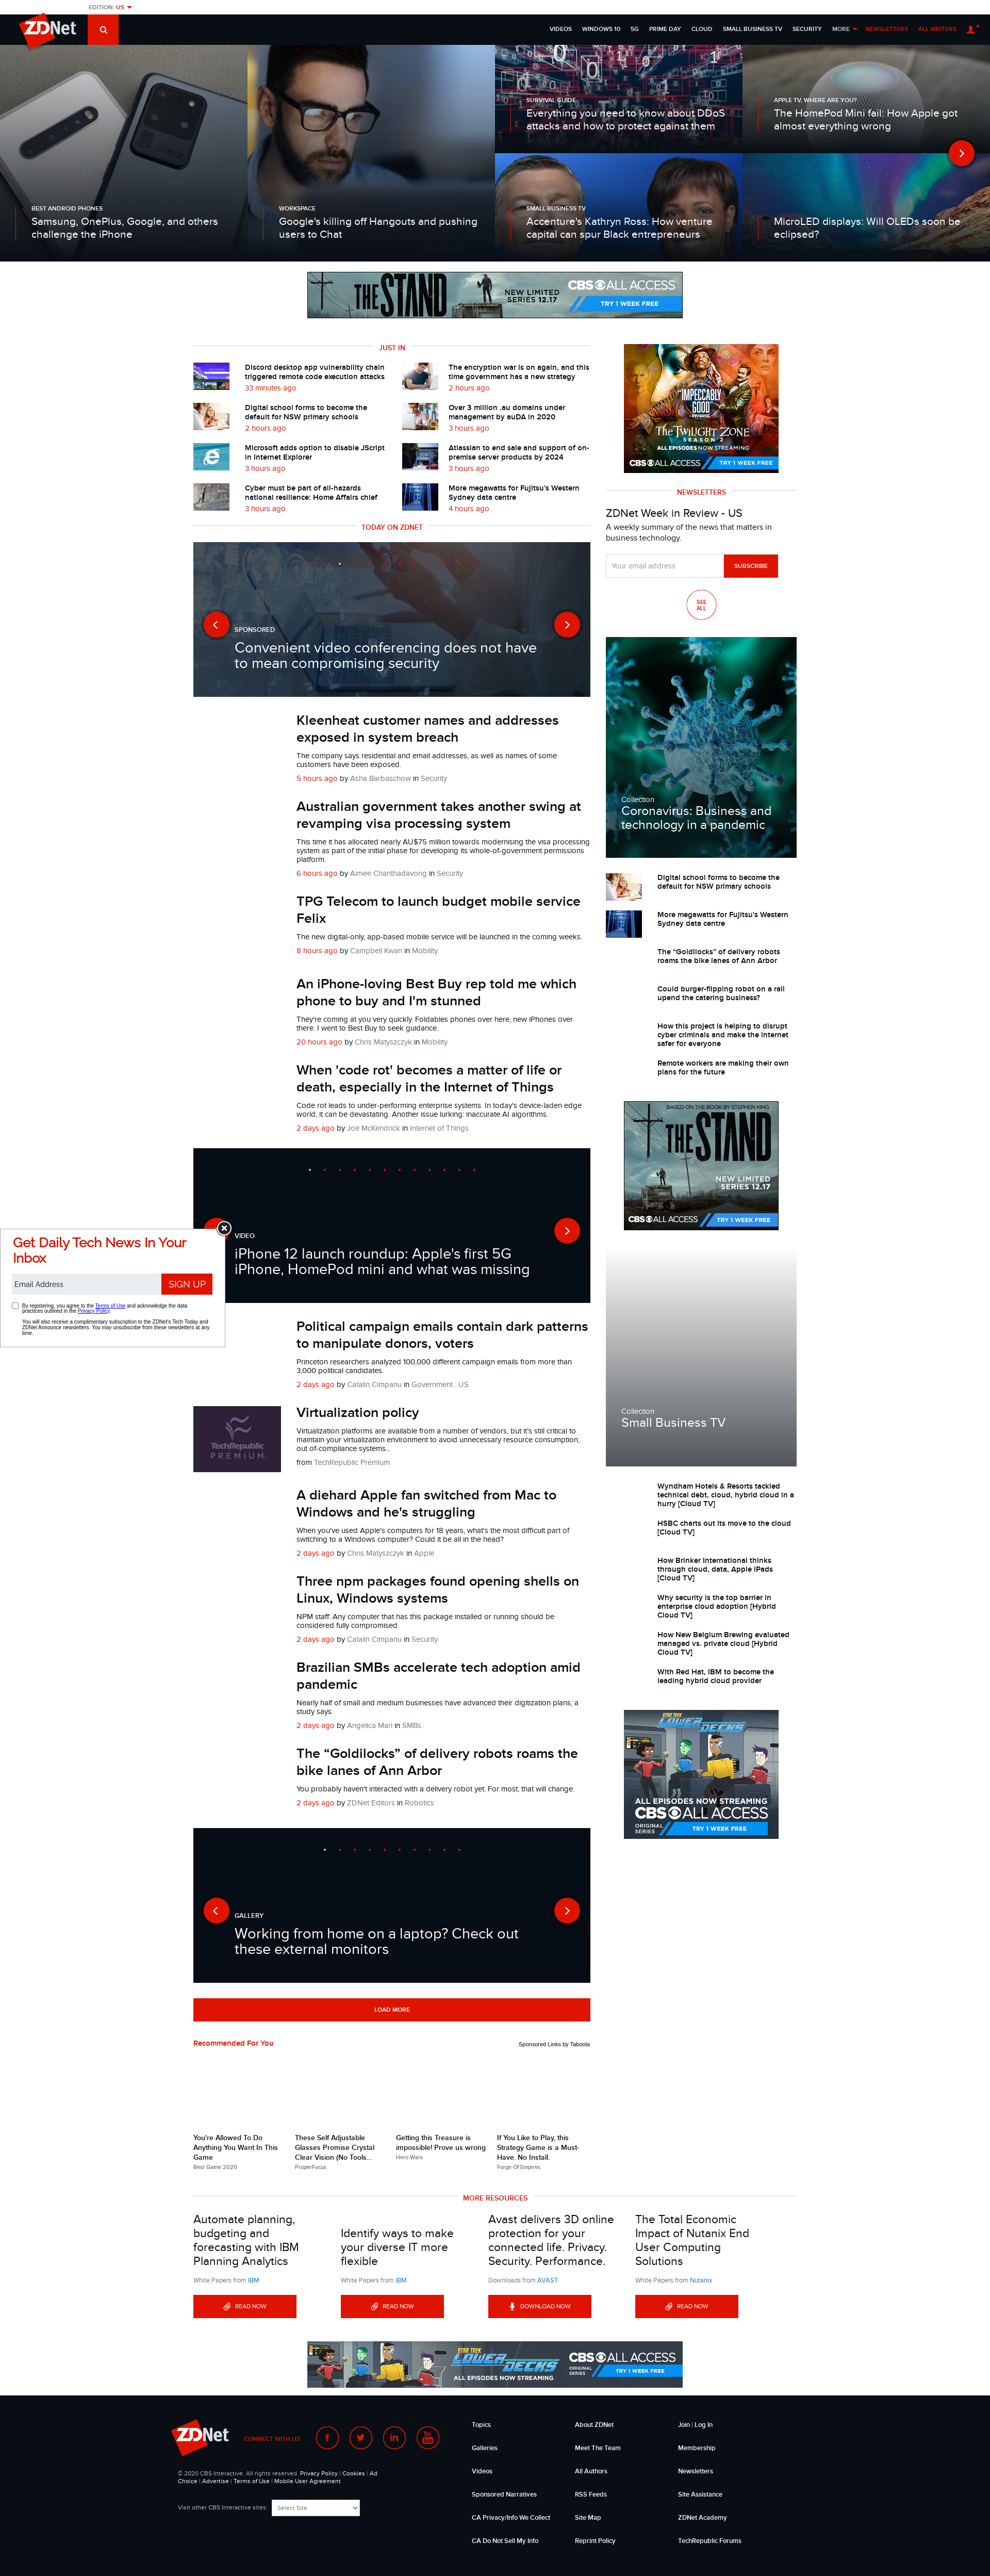 EDITION: US
ZDNet
VIDEOS WINDOWS 10 5G PRIME DAY CLOUD SMALL BUSINESS TV SECURITY MORE NEWSLETTERS ALL WRITERS
BEST ANDROID PHONES
Samsung, OnePlus, Google, and others
challenge the iPhone
WORKSPACE
Google's killing off Hangouts and pushing
users to Chat
SURVIVAL GUIDE
Everything you need to know about DDoS
attacks and how to protect against them
APPLE TV, WHERE ARE YOU?
The HomePod Mini fail: How Apple got
almost everything wrong
SMALL BUSINESS TV
Accenture's Kathryn Ross: How venture
capital can spur Black entrepreneurs
MicroLED displays: Will OLEDs soon be
eclipsed?
THE STAND
NEW LIMITED
SERIES 12.17
CBS ALL ACCESS
TRY 1 WEEK FREE
JUST IN
Discord desktop app vulnerability chain
triggered remote code execution attacks
33 minutes ago
The encryption war is on again, and this
time government has a new strategy
2 hours ago
Digital school forms to become the
default for NSW primary schools
2 hours ago
Over 3 million .au domains under
management by auDA in 2020
3 hours ago
Microsoft adds option to disable JScript
in Internet Explorer
3 hours ago
Atlassian to end sale and support of on-
premise server products by 2024
3 hours ago
Cyber must be part of all-hazards
national resilience: Home Affairs chief
3 hours ago
More megawatts for Fujitsu's Western
Sydney data centre
4 hours ago
TODAY ON ZDNET
SPONSORED
Convenient video conferencing does not have
to mean compromising security
Kleenheat customer names and addresses
exposed in system breach
The company says residential and email addresses, as well as names of some
customers have been exposed.
5 hours ago by Asha Barbaschow in Security
Australian government takes another swing at
revamping visa processing system
This time it has allocated nearly AU$75 million towards modernising the visa processing
system as part of the initial phase for developing its whole-of-government permissions
platform.
6 hours ago by Aimee Chanthadavong in Security
TPG Telecom to launch budget mobile service
Felix
The new digital-only, app-based mobile service will be launched in the coming weeks.
8 hours ago by Campbell Kwan in Mobility
An iPhone-loving Best Buy rep told me which
phone to buy and I'm stunned
They're coming at you very quickly. Foldables phones over here, new iPhones over
there. I went to Best Buy to seek guidance.
20 hours ago by Chris Matyszczyk in Mobility
When 'code rot' becomes a matter of life or
death, especially in the Internet of Things
Code rot leads to under-performing enterprise systems. In today's device-laden edge
world, it can be devastating. Another issue lurking: inaccurate AI algorithms.
2 days ago by Joe McKendrick in Internet of Things
VIDEO
iPhone 12 launch roundup: Apple's first 5G
iPhone, HomePod mini and what was missing
Get Daily Tech News In Your
Inbox
Email Address
SIGN UP
By registering, you agree to the Terms of Use and acknowledge the data
practices outlined in the Privacy Policy.
You will also receive a complimentary subscription to the ZDNet's Tech Today and
ZDNet Announce newsletters. You may unsubscribe from these newsletters at any
time.
Political campaign emails contain dark patterns
to manipulate donors, voters
Princeton researchers analyzed 100,000 different campaign emails from more than
3,000 political candidates.
2 days ago by Catalin Cimpanu in Government : US
TechRepublic
PREMIUM
Virtualization policy
Virtualization platforms are available from a number of vendors, but it's still critical to
maintain your virtualization environment to avoid unnecessary resource consumption,
out of-compliance systems...
from TechRepublic Premium
A diehard Apple fan switched from Mac to
Windows and he's struggling
When you've used Apple's computers for 18 years, what's the most difficult part of
switching to a Windows computer? Could it be all in the head?
2 days ago by Chris Matyszczyk in Apple
Three npm packages found opening shells on
Linux, Windows systems
NPM staff: Any computer that has this package installed or running should be
considered fully compromised.
2 days ago by Catalin Cimpanu in Security
Brazilian SMBs accelerate tech adoption amid
pandemic
Nearly half of small and medium businesses have advanced their digitization plans, a
study says.
2 days ago by Angelica Mari in SMBs
The “Goldilocks” of delivery robots roams the
bike lanes of Ann Arbor
You probably haven't interacted with a delivery robot yet. For most, that will change.
2 days ago by ZDNet Editors in Robotics
GALLERY
Working from home on a laptop? Check out
these external monitors
LOAD MORE
THE IMPECCABLY GOOD
THE TWILIGHT ZONE
SEASON 2
ALL EPISODES NOW STREAMING
CBS ALL ACCESS
TRY 1 WEEK FREE
NEWSLETTERS
ZDNet Week in Review - US
A weekly summary of the news that matters in
business technology.
Your email address
SUBSCRIBE
SEE
ALL
Collection
Coronavirus: Business and
technology in a pandemic
Digital school forms to become the
default for NSW primary schools
More megawatts for Fujitsu's Western
Sydney data centre
The “Goldilocks” of delivery robots
roams the bike lanes of Ann Arbor
Could burger-flipping robot on a rail
upend the catering business?
How this project is helping to disrupt
cyber criminals and make the internet
safer for everyone
Remote workers are making their own
plans for the future
BASED ON THE BOOK BY STEPHEN KING
THE STAND
NEW LIMITED
SERIES 12.17
CBS ALL ACCESS
TRY 1 WEEK FREE
Collection
Small Business TV
Wyndham Hotels & Resorts tackled
technical debt, cloud, hybrid cloud in a
hurry [Cloud TV]
HSBC charts out its move to the cloud
[Cloud TV]
How Brinker International thinks
through cloud, data, Apple iPads
[Cloud TV]
Why security is the top barrier in
enterprise cloud adoption [Hybrid
Cloud TV]
How New Belgium Brewing evaluated
managed vs. private cloud [Hybrid
Cloud TV]
With Red Hat, IBM to become the
leading hybrid cloud provider
STAR TREK
LOWER DECKS
ALL EPISODES NOW STREAMING
CBS ALL ACCESS
ORIGINAL
SERIES
TRY 1 WEEK FREE
Recommended For You
Sponsored Links by Taboola
You're Allowed To Do
Anything You Want In This
Game
Best Game 2020
These Self Adjustable
Glasses Promise Crystal
Clear Vision (No Tools...
ProperFocus
Getting this Treasure is
impossible! Prove us wrong
Hero Wars
If You Like to Play, this
Strategy Game is a Must-
Have. No Install.
Forge Of Empires
MORE RESOURCES
Automate planning,
budgeting and
forecasting with IBM
Planning Analytics
White Papers from IBM
READ NOW
Identify ways to make
your diverse IT more
flexible
White Papers from IBM
READ NOW
Avast delivers 3D online
protection for your
connected life. Privacy.
Security. Performance.
Downloads from AVAST
DOWNLOAD NOW
The Total Economic
Impact of Nutanix End
User Computing
Solutions
White Papers from Nutanix
READ NOW
STAR TREK
LOWER DECKS
ALL EPISODES NOW STREAMING
CBS ALL ACCESS
ORIGINAL
SERIES
TRY 1 WEEK FREE
ZDNet
CONNECT WITH US
f
in
You
Tube
© 2020 CBS Interactive. All rights reserved. Privacy Policy | Cookies | Ad
Choice | Advertise | Terms of Use | Mobile User Agreement
Visit other CBS Interactive sites:
Select Site
Topics
Galleries
Videos
Sponsored Narratives
CA Privacy/Info We Collect
CA Do Not Sell My Info
About ZDNet
Meet The Team
All Authors
RSS Feeds
Site Map
Reprint Policy
Join | Log In
Membership
Newsletters
Site Assistance
ZDNet Academy
TechRepublic Forums